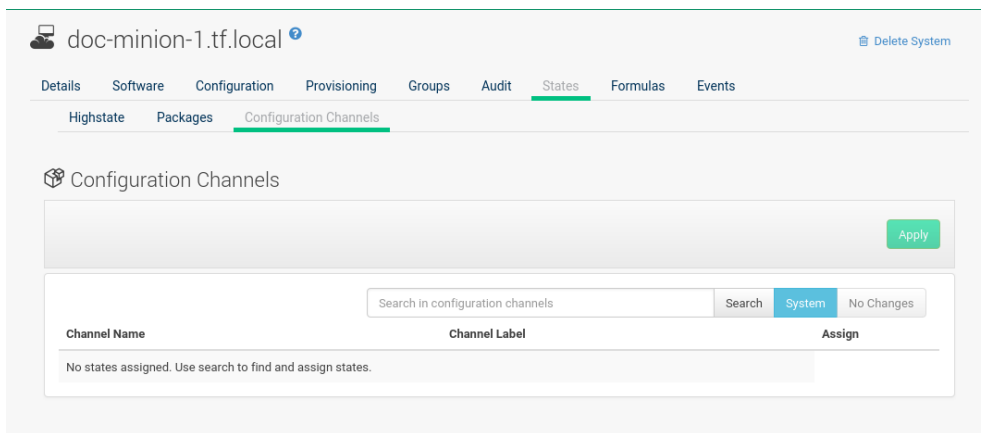 doc-minion-1.tf.local ?
Delete System
Details Software Configuration Provisioning Groups Audit States Formulas Events
Highstate Packages Configuration Channels
Configuration Channels
Apply
Search in configuration channels Search System No Changes
Channel Name Channel Label Assign
No states assigned. Use search to find and assign states.